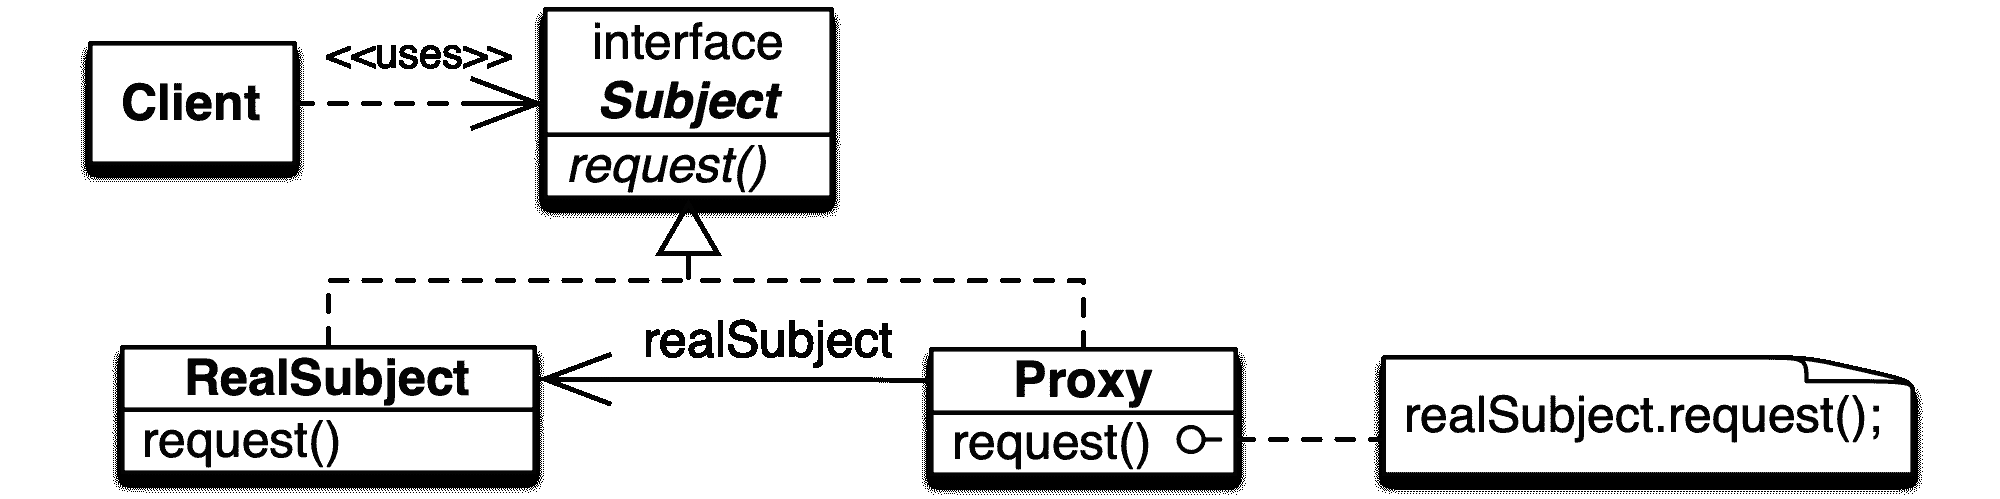 Client
<<uses>>
interface
Subject
request()
RealSubject
request()
realSubject
Proxy
request()
realSubject.request();